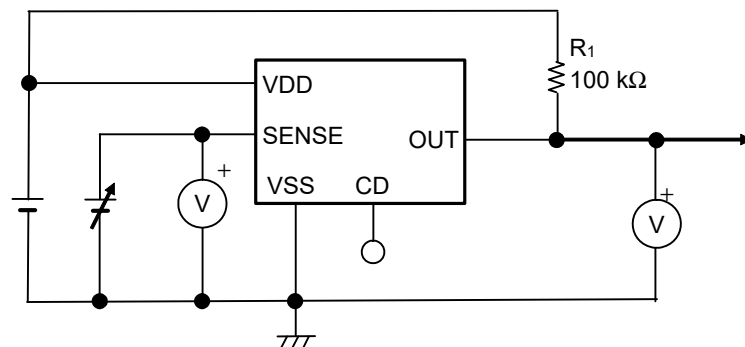 R1
100 kΩ
VDD
SENSE
OUT
VSS CD
+
V
+
V